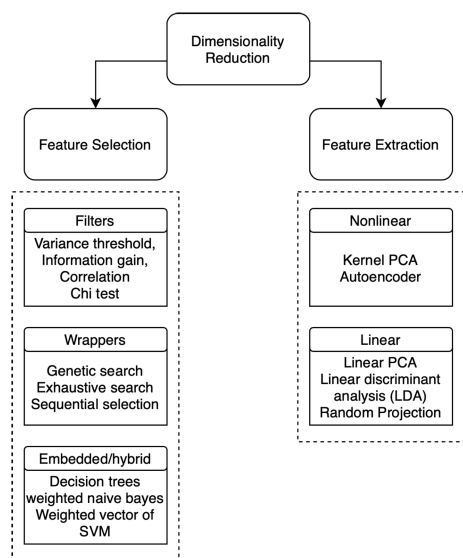 Dimensionality
Reduction
Feature Selection
Feature Extraction
Filters
Variance threshold,
Information gain,
Correlation
Chi test
Wrappers
Genetic search
Exhaustive search
Sequential selection
Embedded/hybrid
Decision trees
weighted naive bayes
Weighted vector of
SVM
Nonlinear
Kernel PCA
Autoencoder
Linear
Linear PCA
Linear discriminant
analysis (LDA)
Random Projection